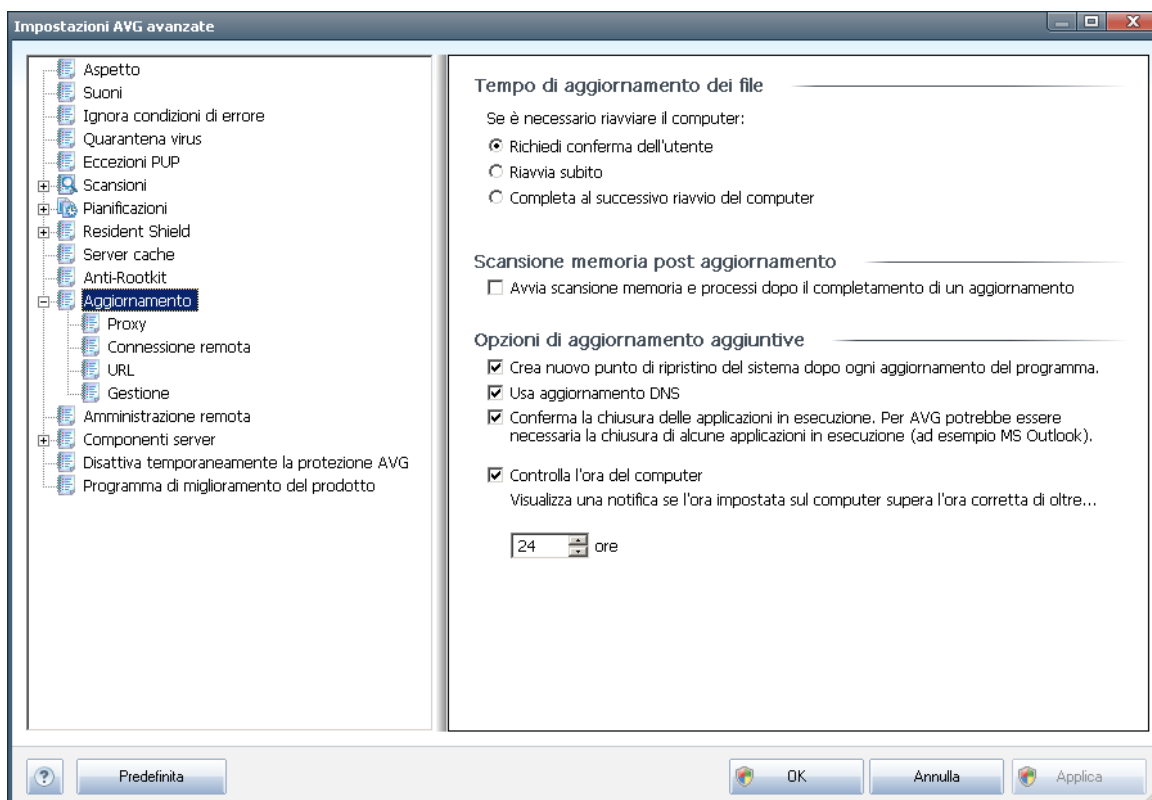 Impostazioni AVG avanzate
Aspetto
Suoni
Ignora condizioni di errore
Quarantena virus
Eccezioni PUP
Scansioni
Pianificazioni
Resident Shield
Server cache
Anti-Rootkit
Aggiornamento
Proxy
Connessione remota
URL
Gestione
Amministrazione remota
Componenti server
Disattiva temporaneamente la protezione AVG
Programma di miglioramento del prodotto
Tempo di aggiornamento dei file
Se è necessario riavviare il computer:
Richiedi conferma dell'utente
Riavvia subito
Completa al successivo riavvio del computer
Scansione memoria post aggiornamento
Avvia scansione memoria e processi dopo il completamento di un aggiornamento
Opzioni di aggiornamento aggiuntive
Crea nuovo punto di ripristino del sistema dopo ogni aggiornamento del programma.
Usa aggiornamento DNS
Conferma la chiusura delle applicazioni in esecuzione. Per AVG potrebbe essere
necessaria la chiusura di alcune applicazioni in esecuzione (ad esempio MS Outlook).
Controlla l'ora del computer
Visualizza una notifica se l'ora impostata sul computer supera l'ora corretta di oltre...
24 ore
? Predefinita OK Annulla Applica